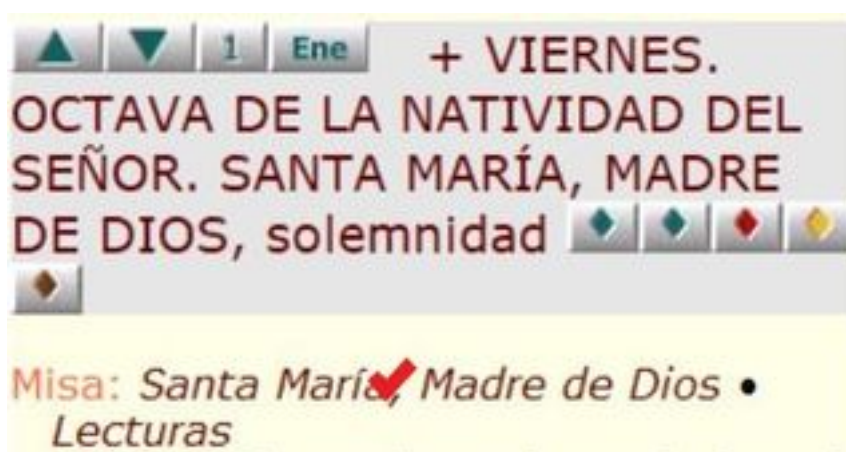 1 Ene + VIERNES.
OCTAVA DE LA NATIVIDAD DEL
SEÑOR. SANTA MARÍA, MADRE
DE DIOS, solemnidad
Misa: Santa María, Madre de Dios •
Lecturas